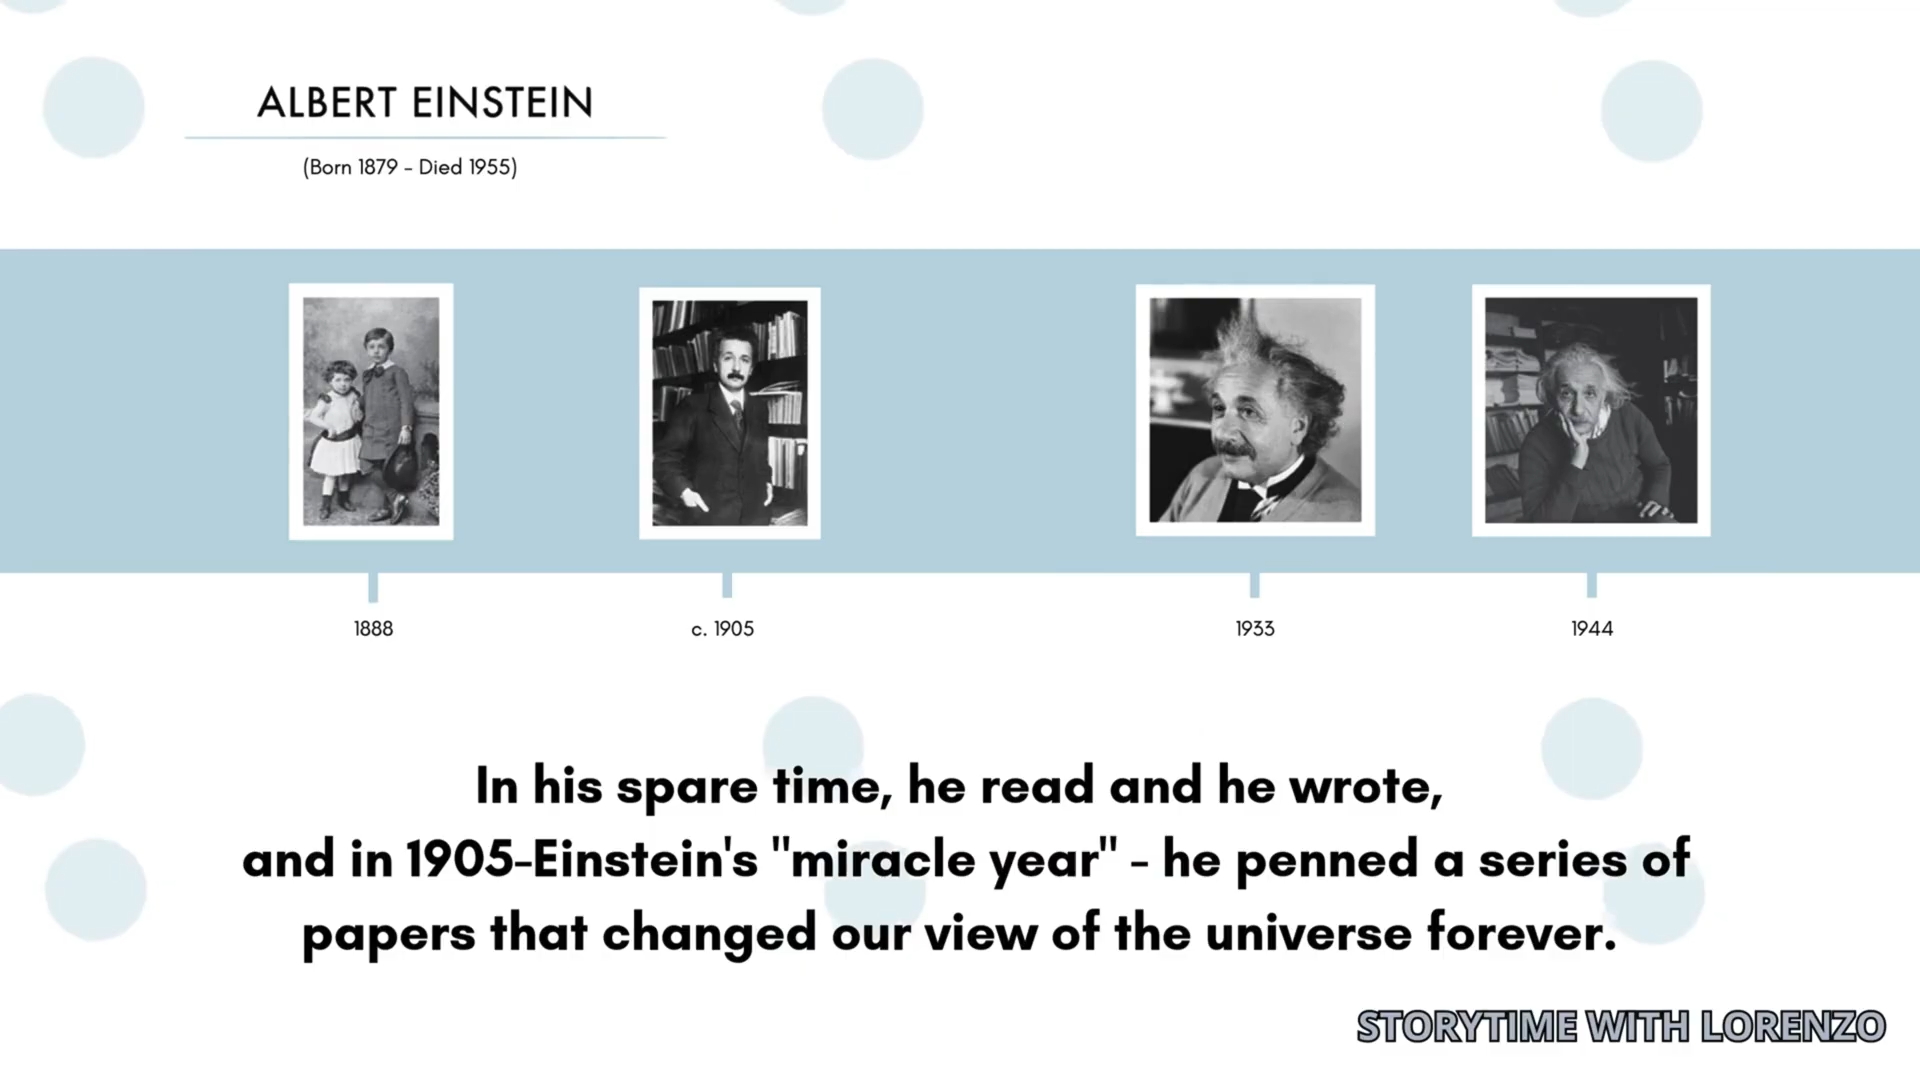 ALBERT EINSTEIN
(Born 1879 - Died 1955)
1888
c. 1905
1933
1944
In his spare time, he read and he wrote,
and in 1905-Einstein's "miracle year" - he penned a series of
papers that changed our view of the universe forever.
STORYTIME WITH LORENZO